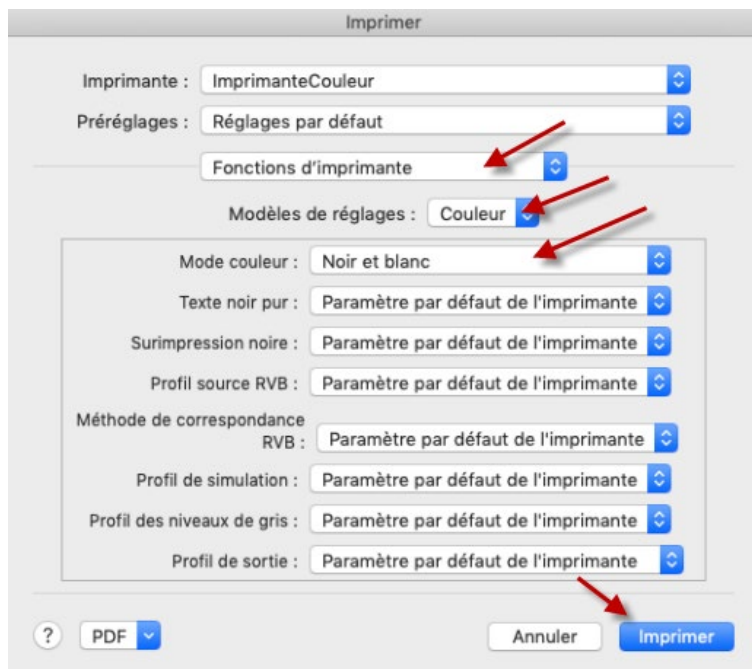 Imprimer
Imprimante : ImprimanteCouleur
Préréglages : Réglages par défaut
Fonctions d'imprimante
Modèles de réglages : Couleur
Mode couleur : Noir et blanc
Texte noir pur : Paramètre par défaut de l'imprimante
Surimpression noire : Paramètre par défaut de l'imprimante
Profil source RVB : Paramètre par défaut de l'imprimante
Méthode de correspondance
RVB : Paramètre par défaut de l'imprimante
Profil de simulation : Paramètre par défaut de l'imprimante
Profil des niveaux de gris : Paramètre par défaut de l'imprimante
Profil de sortie : Paramètre par défaut de l'imprimante
? PDF Annuler Imprimer